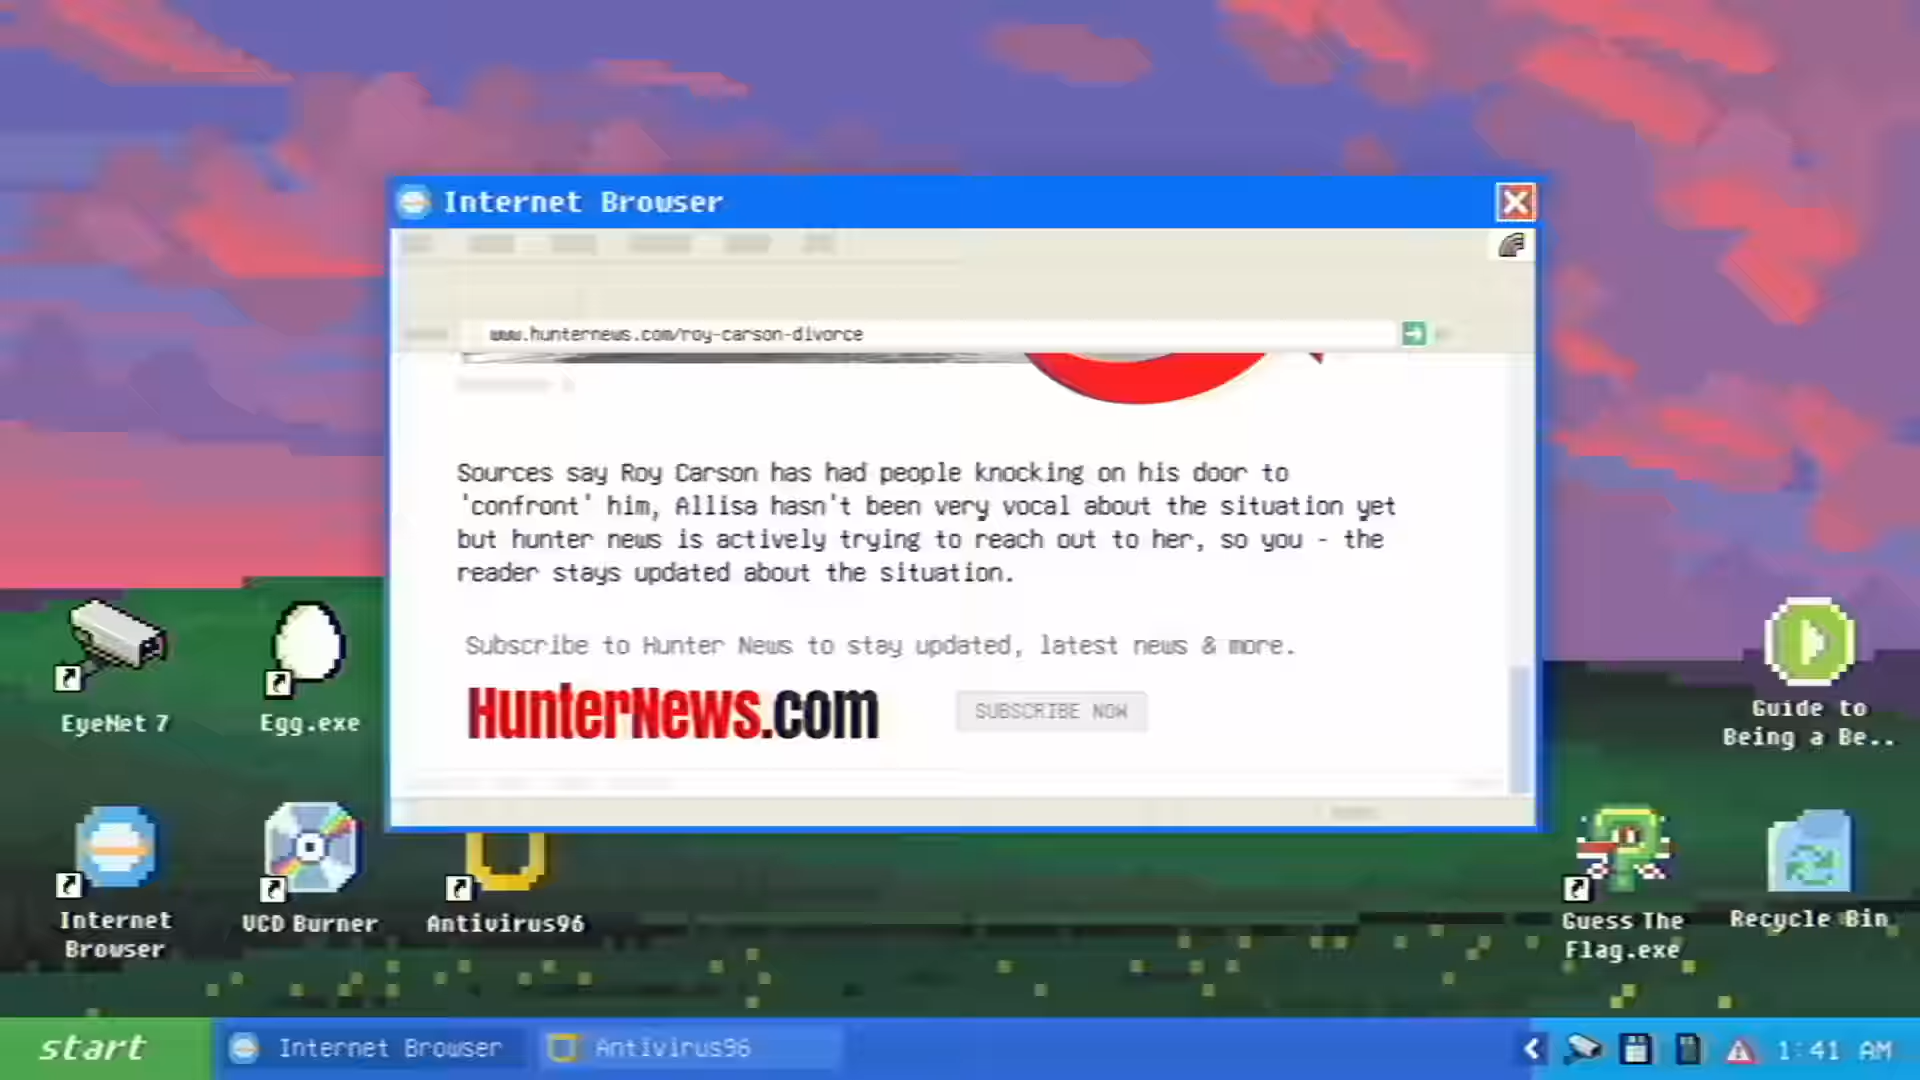 Internet Browser
www.hunternews.com/roy-carson-divorce
Sources say Roy Carson has had people knocking on his door to
'confront' him, Allisa hasn't been very vocal about the situation yet
but hunter news is actively trying to reach out to her, so you - the
reader stays updated about the situation.
Subscribe to Hunter News to stay updated, latest news & more.
HunterNews.com
SUBSCRIBE NOW
EyeNet 7
Egg.exe
Guide to
Being a Be..
Internet
Browser
VCD Burner
Antivirus96
Guess The
Flag.exe
Recycle Bin
start
Internet Browser
Antivirus96
1:41 AM